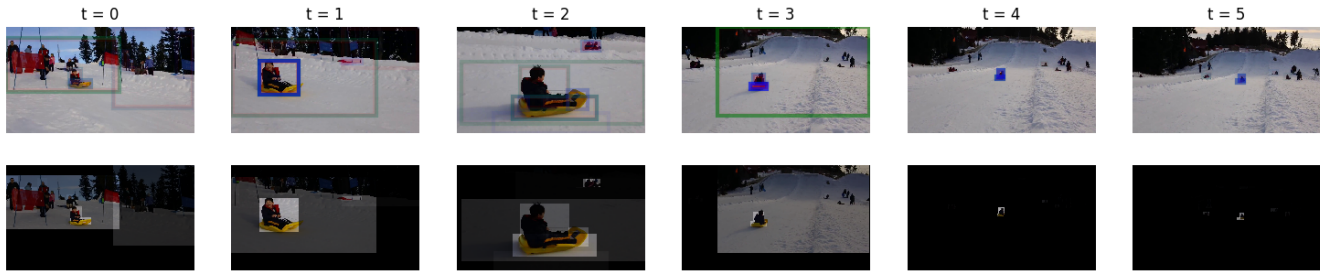 t = 0
t = 1
t = 2
t = 3
t = 4
t = 5